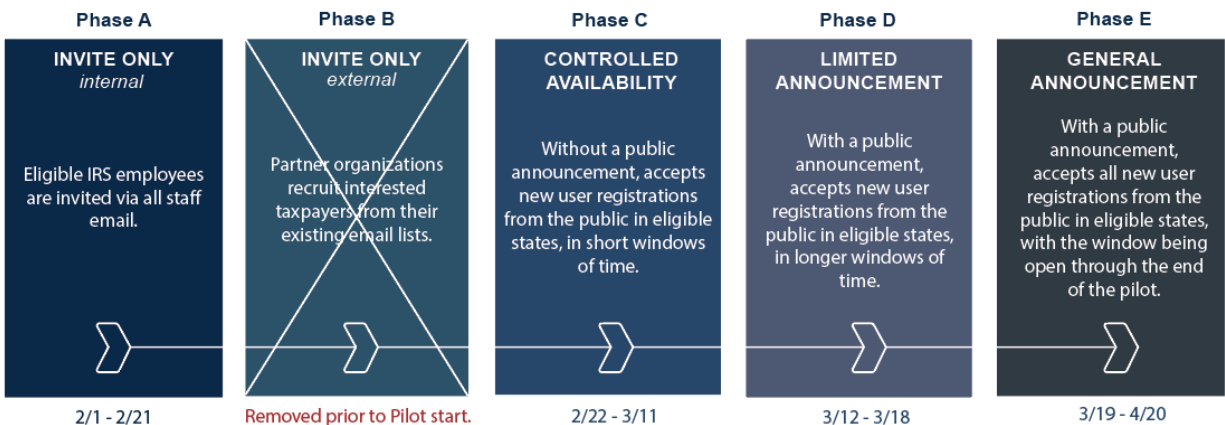 Phase A
INVITE ONLY
internal
Eligible IRS employees
are invited via all staff
email.
2/1 - 2/21
Phase B
INVITE ONLY
external
Partner organizations
recruit interested
taxpayers from their
existing email lists.
Removed prior to Pilot start.
Phase C
CONTROLLED
AVAILABILITY
Without a public
announcement, accepts
new user registrations
from the public in eligible
states, in short windows
of time.
2/22 - 3/11
Phase D
LIMITED
ANNOUNCEMENT
With a public
announcement,
accepts new user
registrations from the
public in eligible states,
in longer windows of
time.
3/12 - 3/18
Phase E
GENERAL
ANNOUNCEMENT
With a public
announcement,
accepts all new user
registrations from the
public in eligible states,
with the window being
open through the end
of the pilot.
3/19 - 4/20